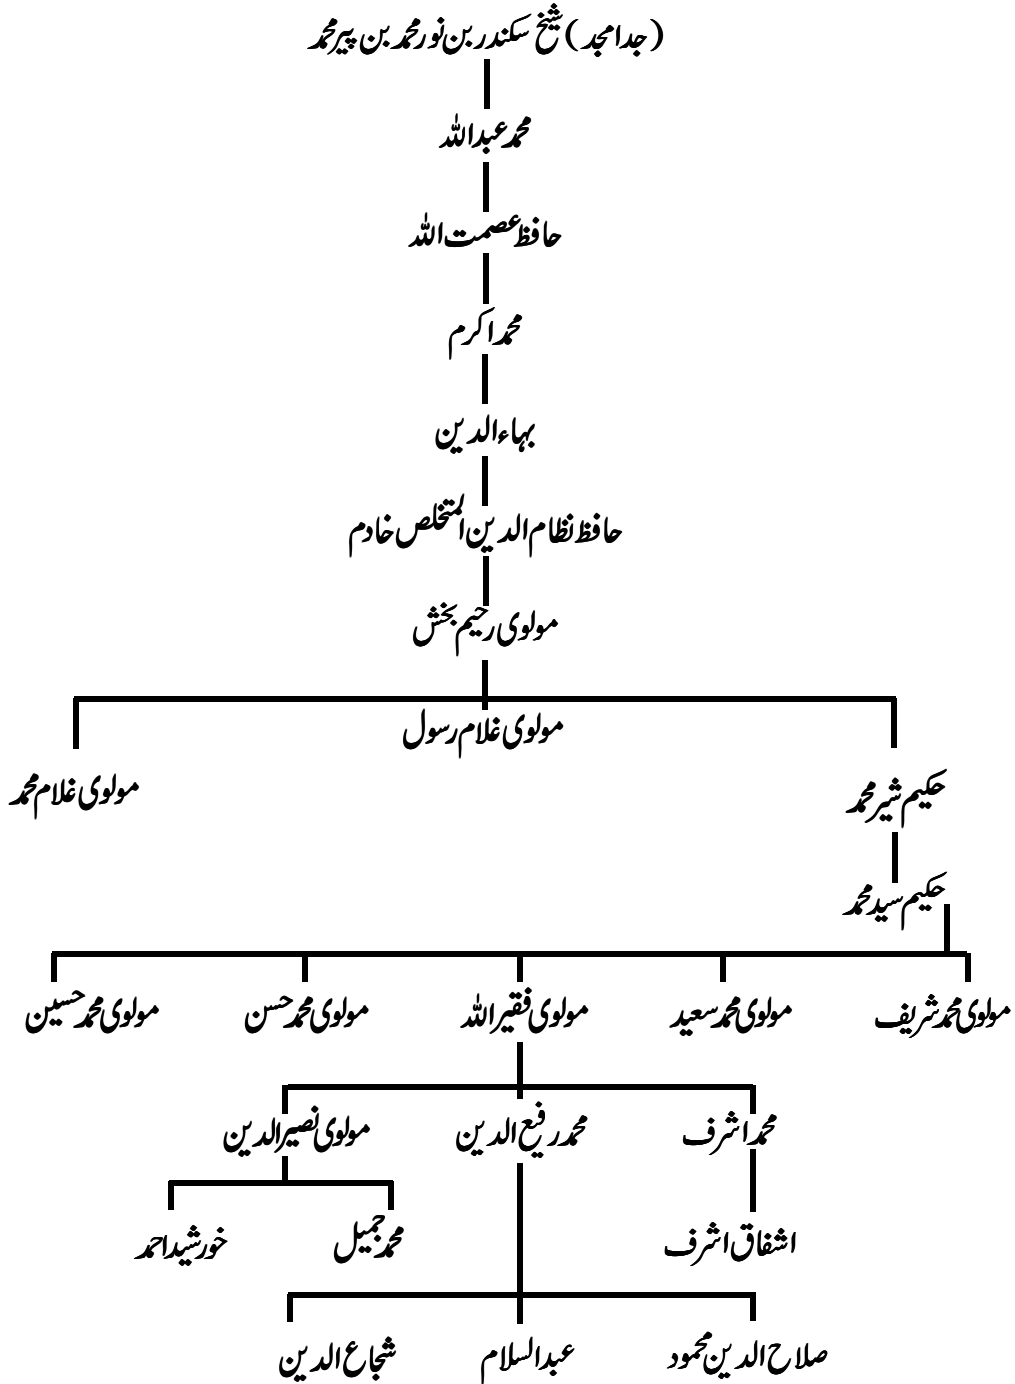 (جدامجد) شیخ سکندر بن نور محمد بن پیر محمد
محمد عبداللہ
حافظ عصمت اللہ
محمد اکرم
بہاءالدین
حافظ نظام الدین المتخلص خادم
مولوی رحیم بخش
مولوی غلام رسول
حکیم شیر محمد
مولوی غلام محمد
حکیم سید محمد
مولوی محمد شریف
مولوی محمد سعید
مولوی فقیر اللہ
مولوی محمد حسن
مولوی محمد حسین
محمد اشرف
محمد رفیع الدین
مولوی نصیر الدین
اشفاق اشرف
محمد جمیل
خورشید احمد
صلاح الدین محمود
عبدالسلام
شجاع الدین